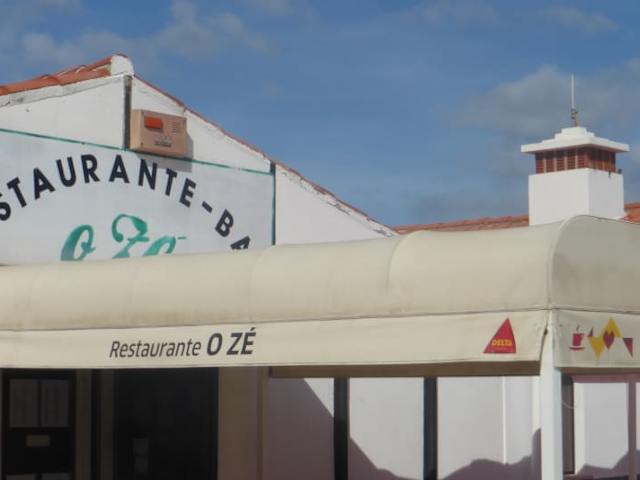 STAURANTE-BA
O Zé
Restaurante O ZÉ
DELTA